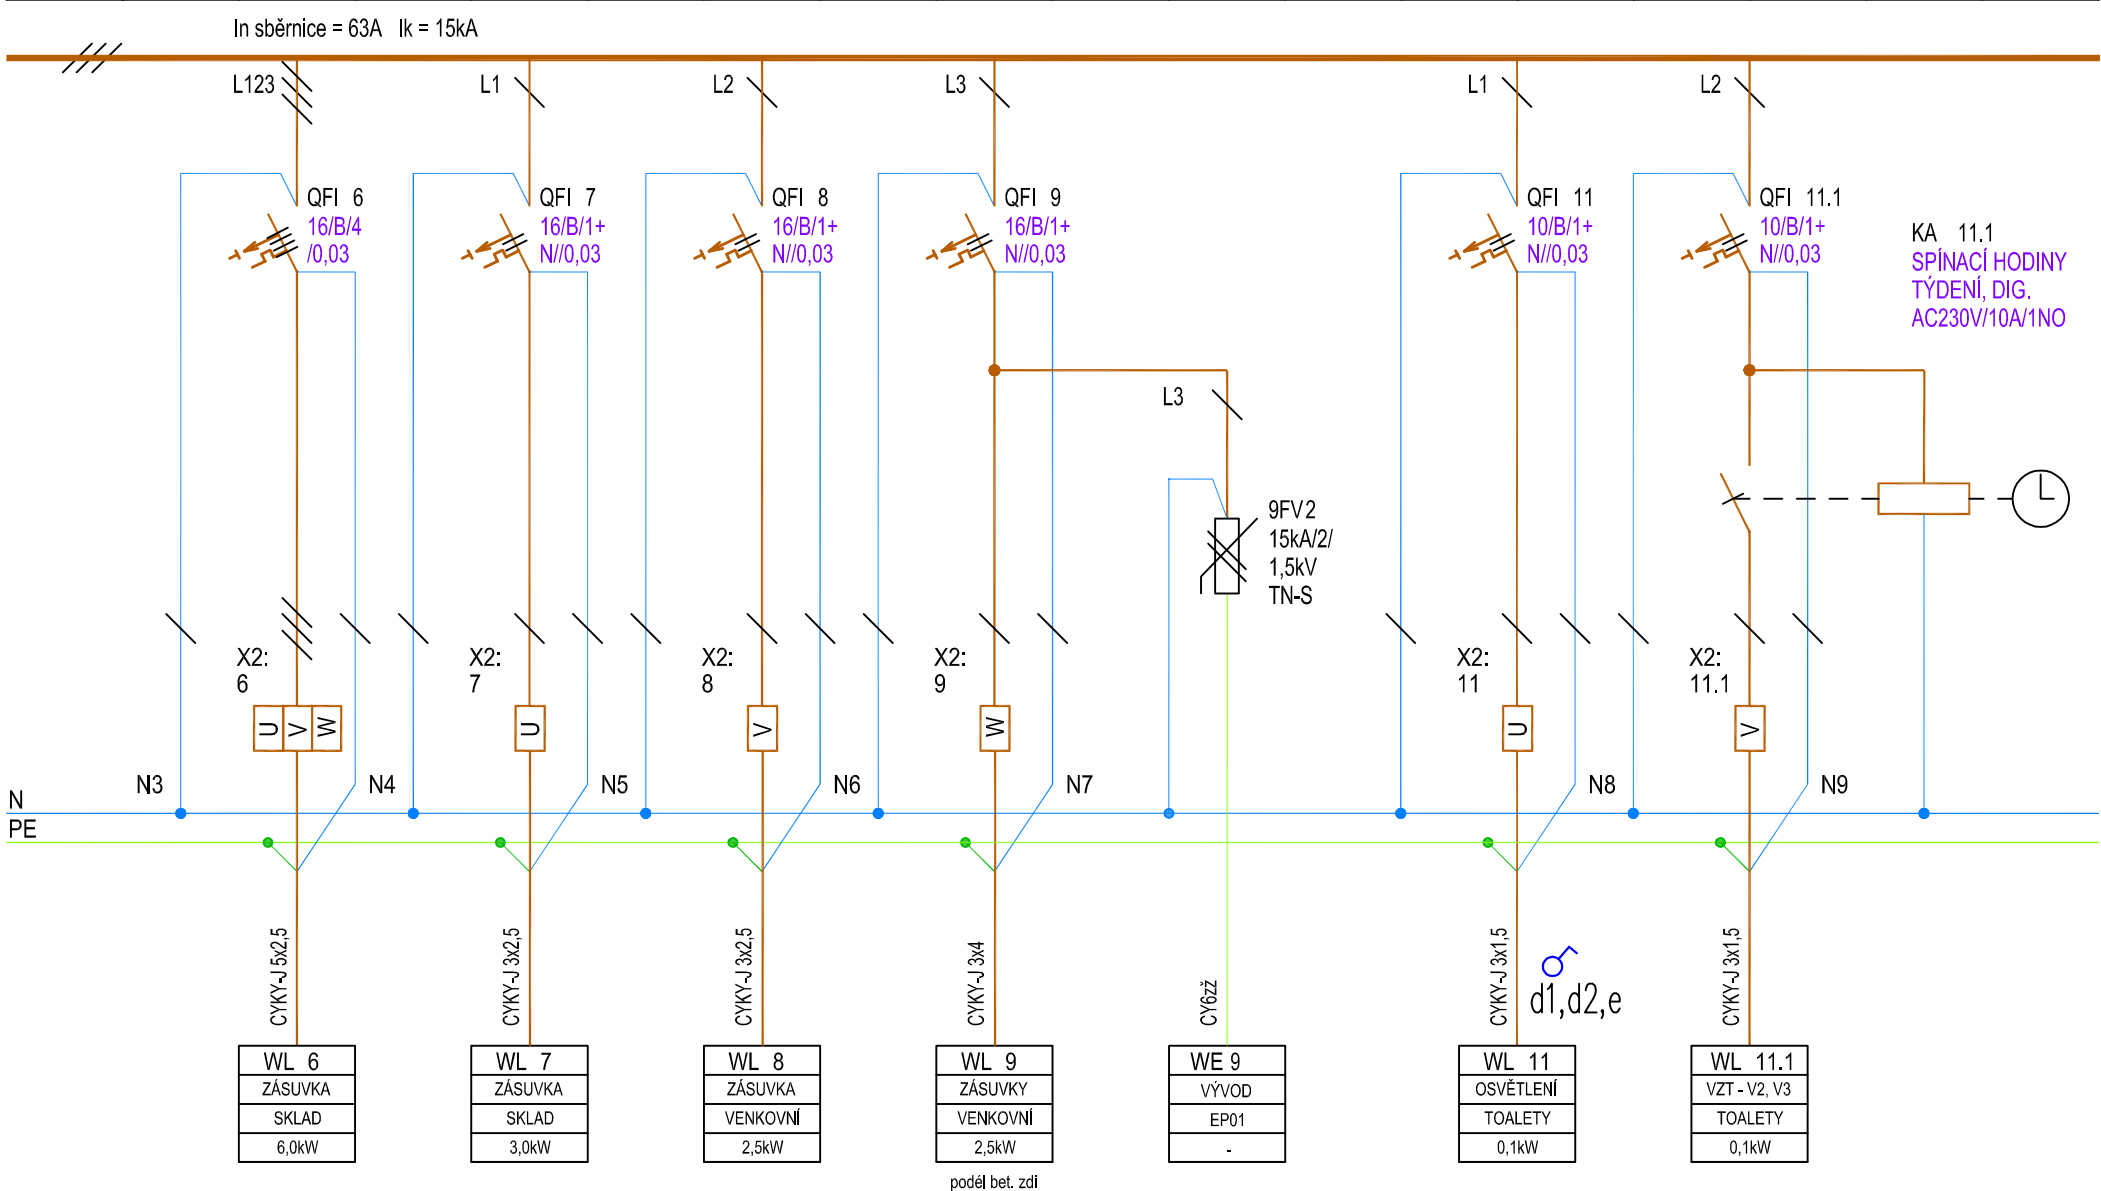 In sběrnice = 63A Ik = 15kA
L123
L1
L2
L3
L1
L2
QFI 6
16/B/4
/0,03
QFI 7
16/B/1+
N//0,03
QFI 8
16/B/1+
N//0,03
QFI 9
16/B/1+
N//0,03
QFI 11
10/B/1+
N//0,03
QFI 11.1
10/B/1+
N//0,03
KA 11.1
SPÍNACÍ HODINY
TÝDENÍ, DIG.
AC230V/10A/1NO
L3
9FV2
15kA/2/
1,5kV
TN-S
X2:
6
X2:
7
X2:
8
X2:
9
X2:
11
X2:
11.1
U V W
U
V
W
U
V
N3
N4
N5
N6
N7
N8
N9
N
PE
CYKY-J 5x2,5
CYKY-J 3x2,5
CYKY-J 3x2,5
CYKY-J 3x4
CY6zž
CYKY-J 3x1,5
d1,d2,e
CYKY-J 3x1,5
WL 6
ZÁSUVKA
SKLAD
6,0kW
WL 7
ZÁSUVKA
SKLAD
3,0kW
WL 8
ZÁSUVKA
VENKOVNÍ
2,5kW
WL 9
ZÁSUVKY
VENKOVNÍ
2,5kW
podél bet. zdi
WE 9
VÝVOD
EP01
-
WL 11
OSVĚTLENÍ
TOALETY
0,1kW
WL 11.1
VZT - V2, V3
TOALETY
0,1kW